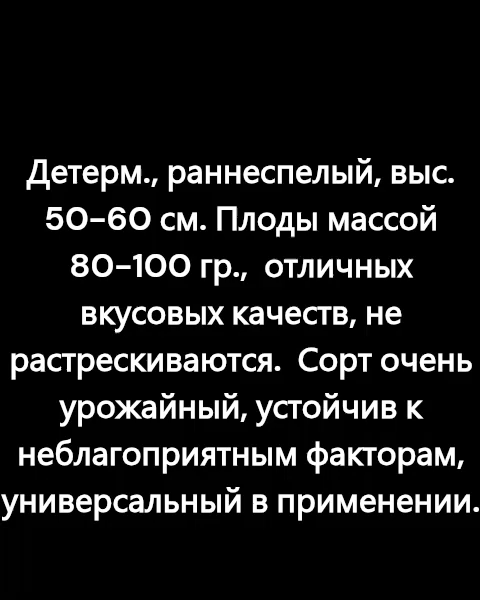 Детерм., раннеспелый, выс.
50–60 см. Плоды массой
80–100 гр.,  отличных
вкусовых качеств, не
растрескиваются.  Сорт очень
урожайный, устойчив к
неблагоприятным факторам,
универсальный в применении.